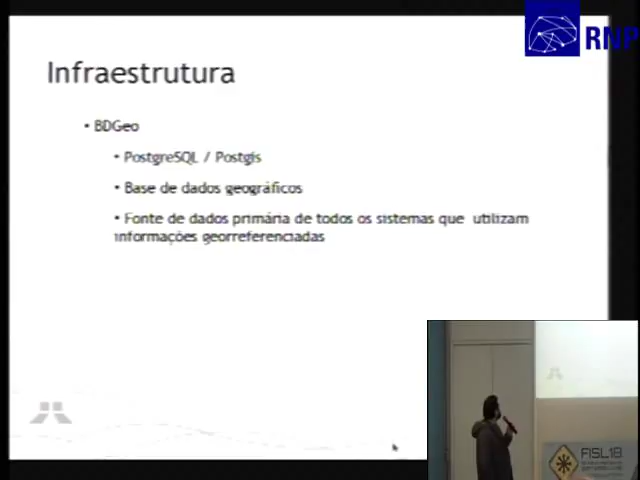 RNP
Infraestrutura
• BDGeo
• PostgreSQL / Postgis
• Base de dados geográficos
• Fonte de dados primária de todos os sistemas que utilizam
informações georreferenciadas
FISL18